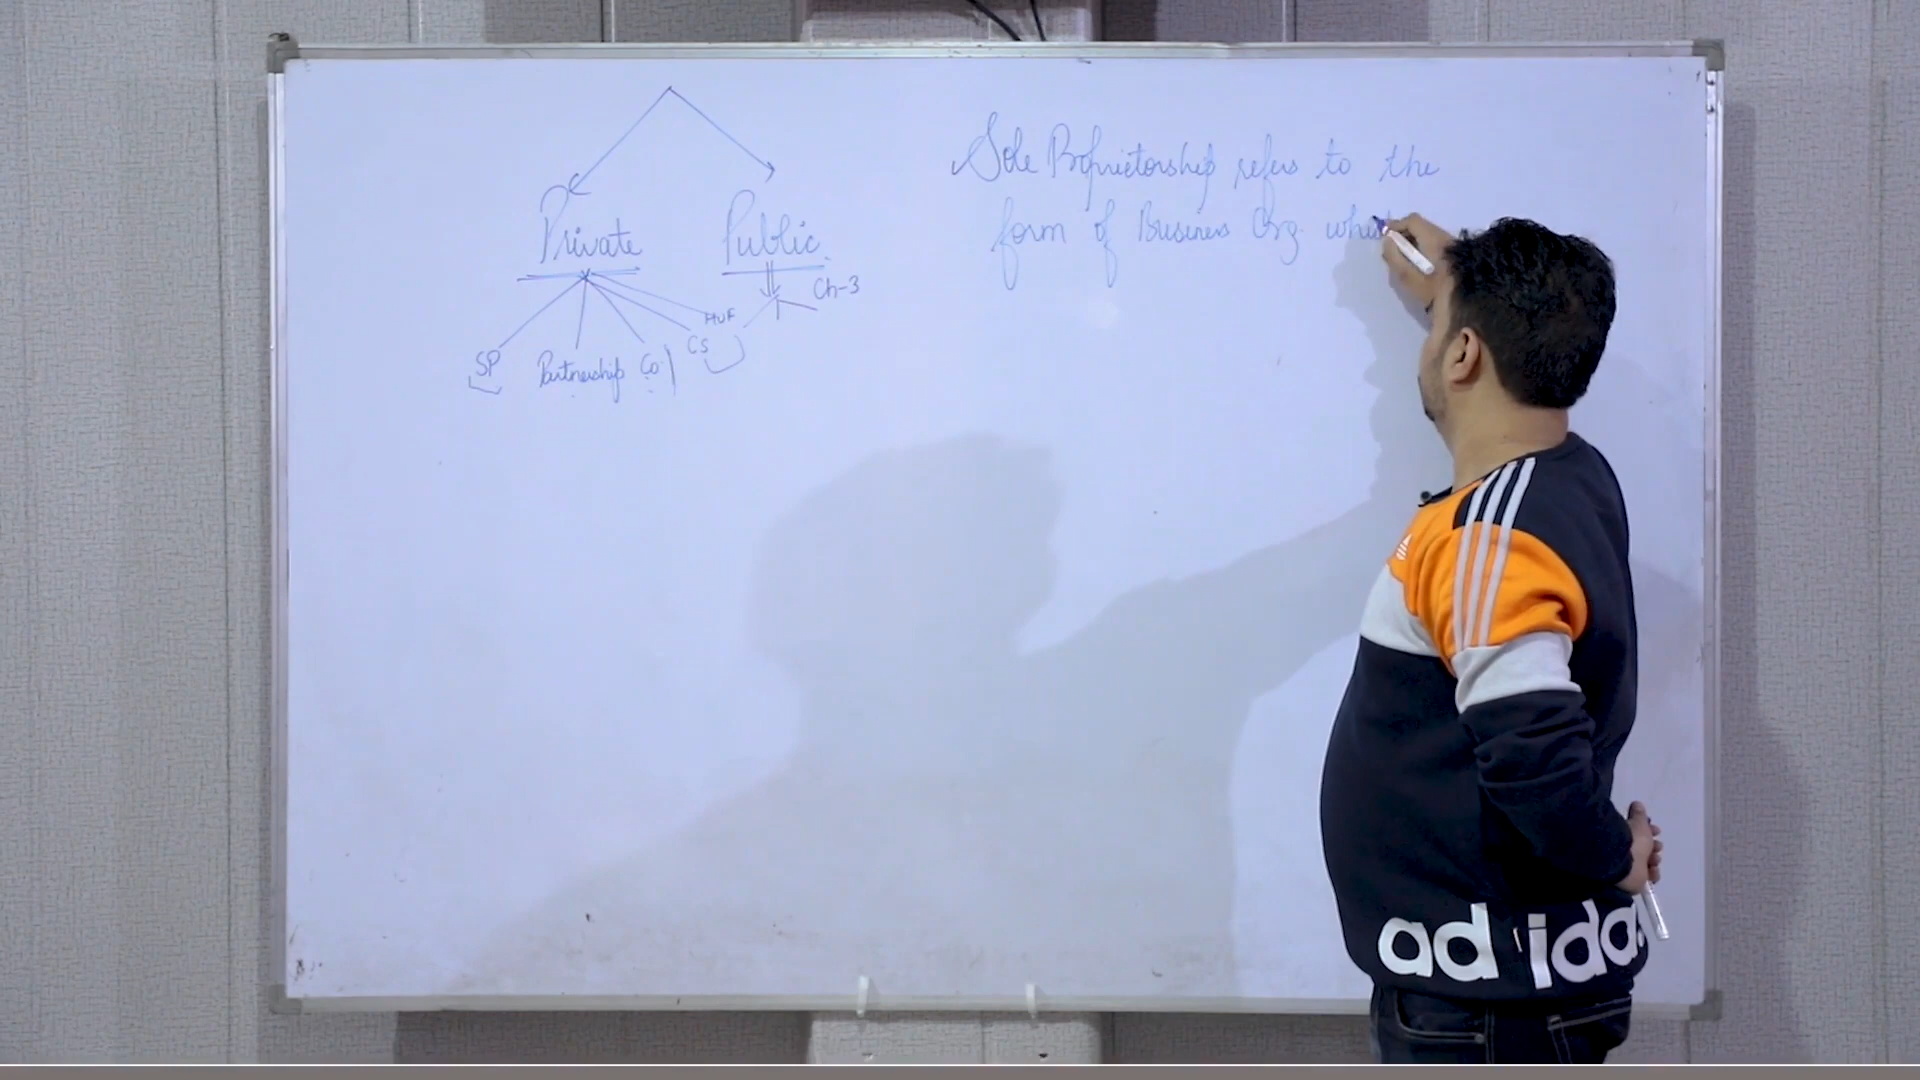 Private Public.
Ch-3
HUF
SP Partnership Co. CS
Sole Proprietorship refers to the
form of Business Org. which
adidas